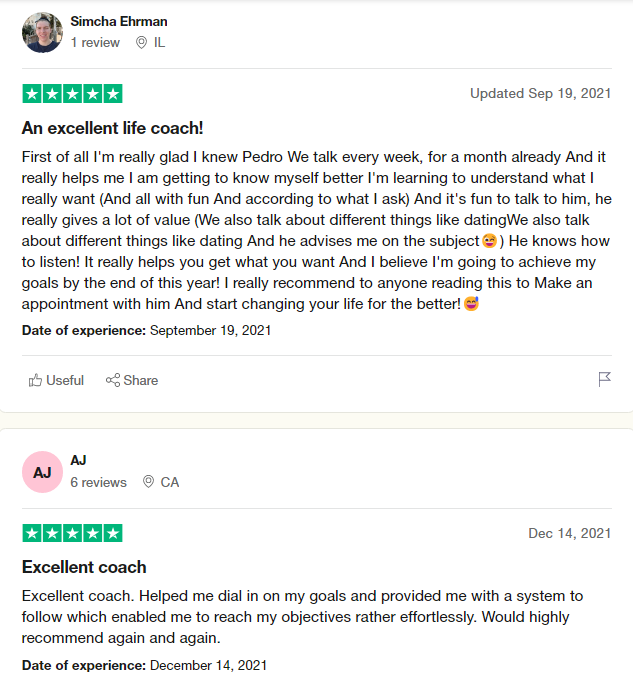 Simcha Ehrman
1 review IL
Updated Sep 19, 2021
An excellent life coach!
First of all I'm really glad I knew Pedro We talk every week, for a month already And it
really helps me I am getting to know myself better I'm learning to understand what I
really want (And all with fun And according to what I ask) And it's fun to talk to him, he
really gives a lot of value (We also talk about different things like datingWe also talk
about different things like dating And he advises me on the subject😅) He knows how
to listen! It really helps you get what you want And I believe I'm going to achieve my
goals by the end of this year! I really recommend to anyone reading this to Make an
appointment with him And start changing your life for the better!😅
Date of experience: September 19, 2021
Useful Share
AJ
AJ
6 reviews CA
Dec 14, 2021
Excellent coach
Excellent coach. Helped me dial in on my goals and provided me with a system to
follow which enabled me to reach my objectives rather effortlessly. Would highly
recommend again and again.
Date of experience: December 14, 2021